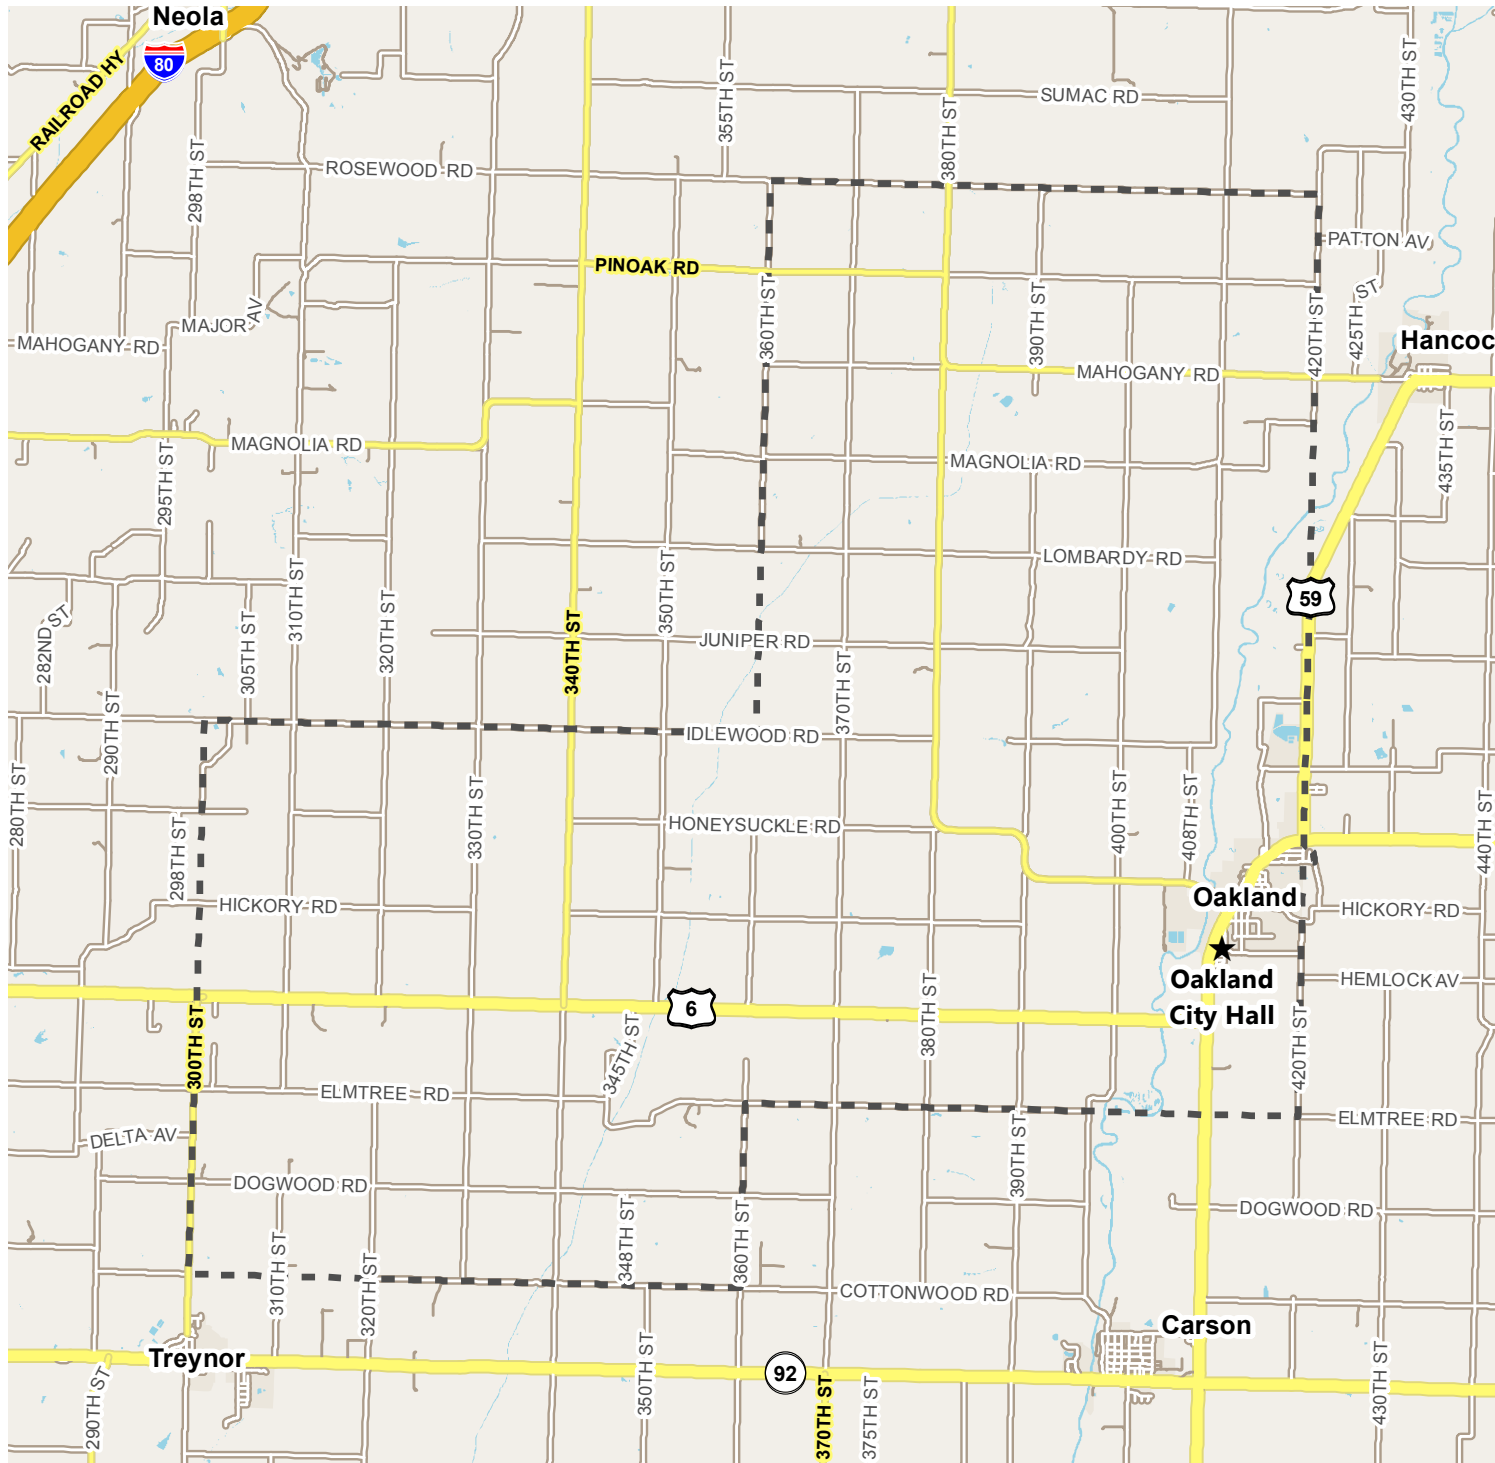 Neola
80
RAILROAD HY
430TH ST
355TH ST
SUMAC RD
380TH ST
298TH ST
ROSEWOOD RD
PATTON AV
PINOAK RD
360TH ST
390TH ST
420TH ST
425TH ST
MAJOR AV
MAHOGANY RD
Hancoc
MAHOGANY RD
MAGNOLIA RD
295TH ST
MAGNOLIA RD
435TH ST
LOMBARDY RD
310TH ST
350TH ST
59
282ND ST
305TH ST
320TH ST
340TH ST
JUNIPER RD
370TH ST
290TH ST
IDLEWOOD RD
280TH ST
330TH ST
400TH ST
408TH ST
440TH ST
298TH ST
HONEYSUCKLE RD
HICKORY RD
Oakland
HICKORY RD
Oakland
City Hall
HEMLOCK AV
6
380TH ST
300TH ST
345TH ST
420TH ST
ELMTREE RD
ELMTREE RD
DELTA AV
390TH ST
DOGWOOD RD
DOGWOOD RD
310TH ST
320TH ST
348TH ST
360TH ST
COTTONWOOD RD
Carson
Treynor
92
290TH ST
350TH ST
370TH ST
375TH ST
430TH ST